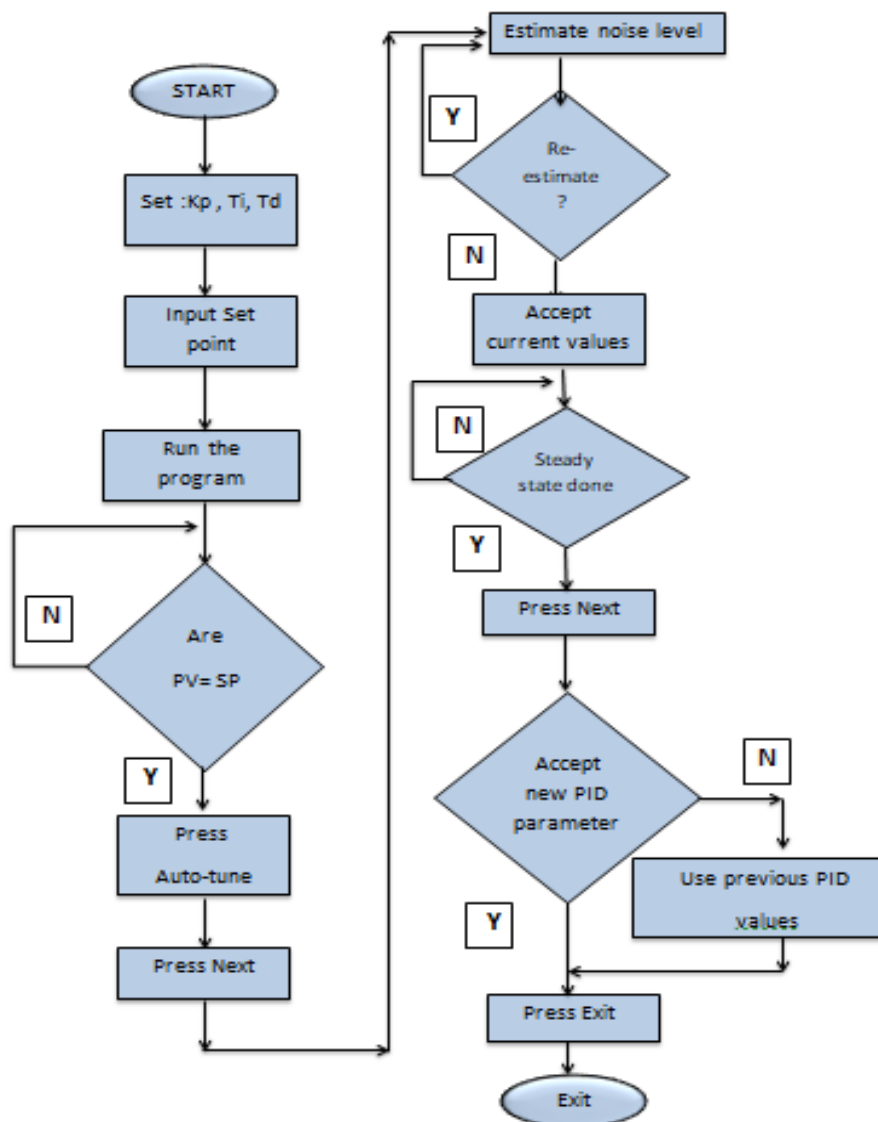 START
Set :Kp , Ti, Td
Input Set
point
Run the
program
N
Are
PV= SP
Y
Press
Auto-tune
Press Next
Estimate noise level
Y
Re-
estimate
?
N
Accept
current values
N
Steady
state done
Y
Press Next
Accept
new PID
parameter
N
Use previous PID
values
Y
Press Exit
Exit